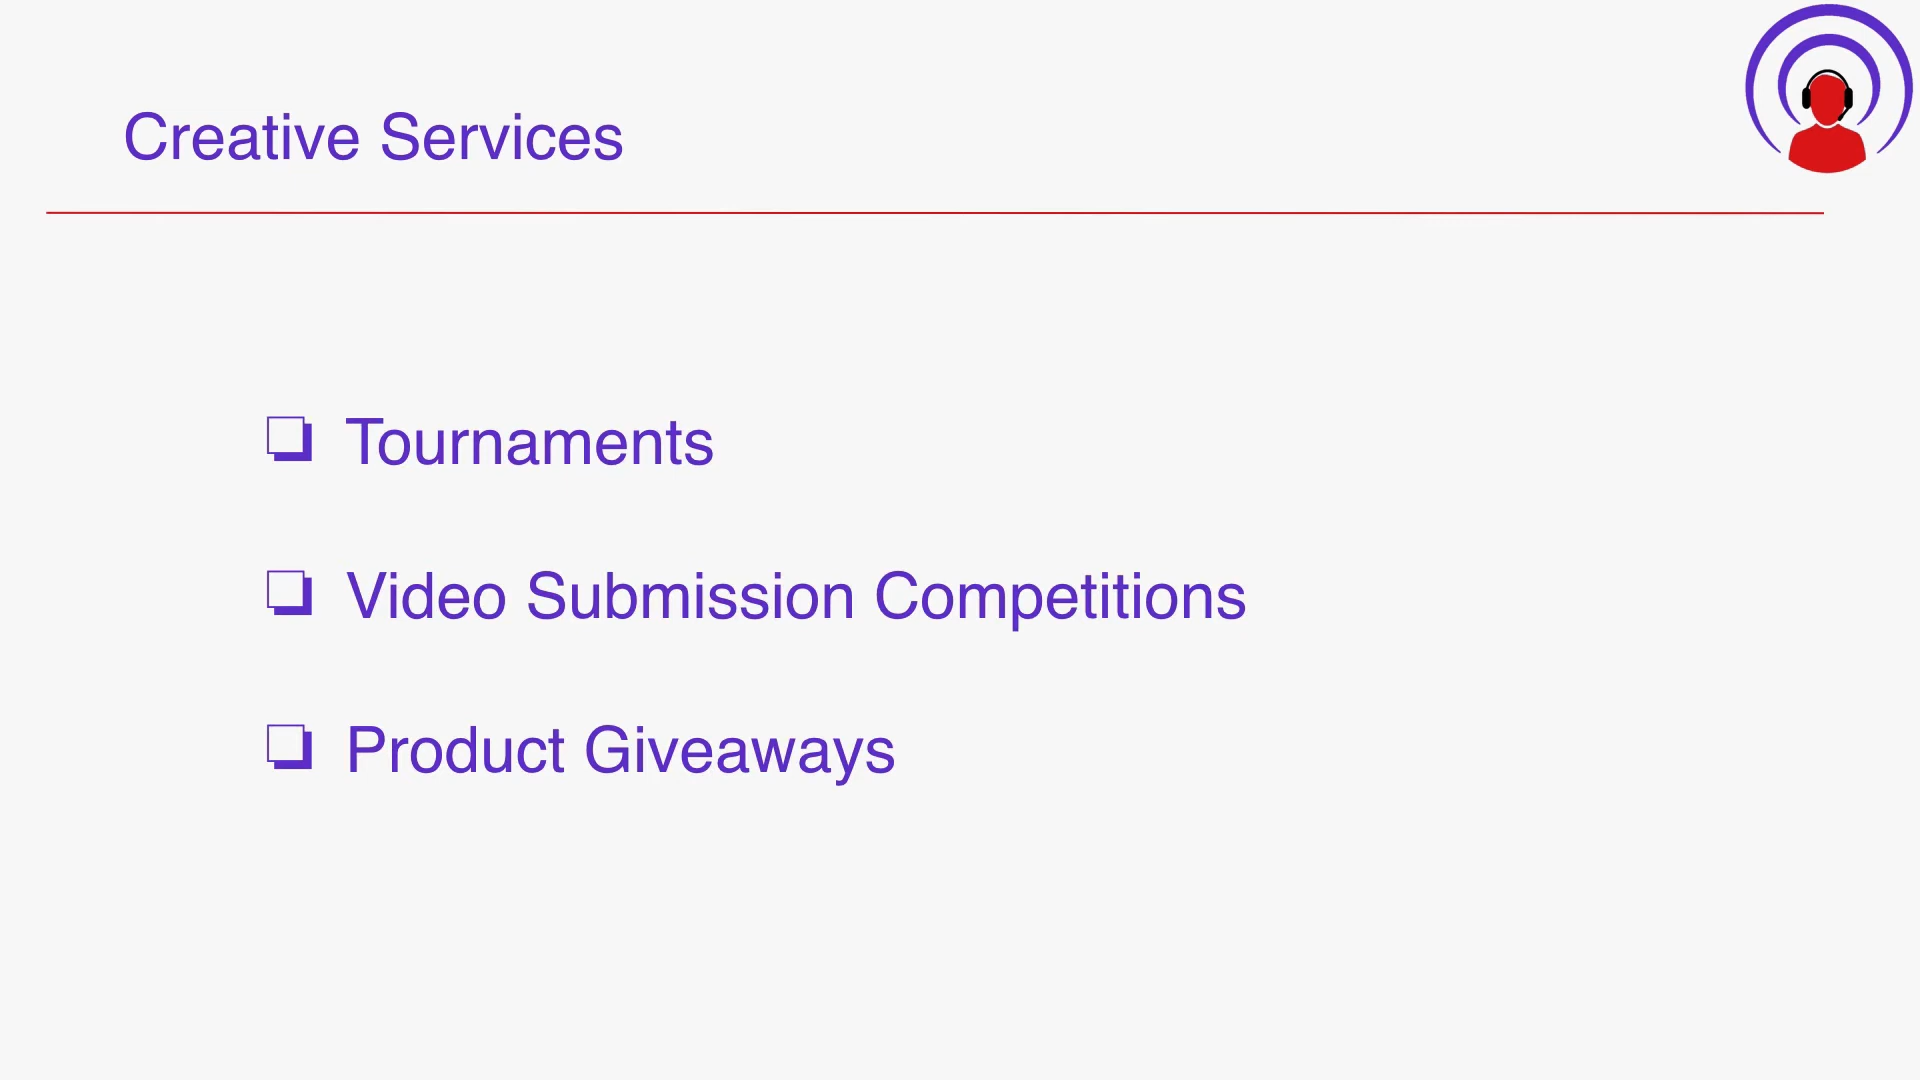 Creative Services
❏ Tournaments
❏ Video Submission Competitions
❏ Product Giveaways